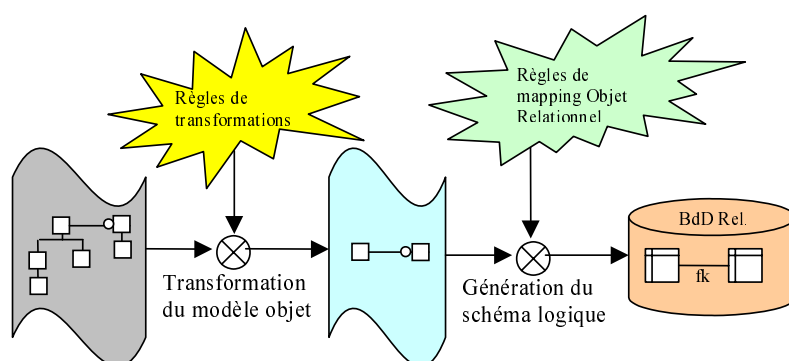 Règles de
transformations
Règles de
mapping Objet
Relationnel
BdD Rel.
fk
Transformation
du modèle objet
Génération du
schéma logique